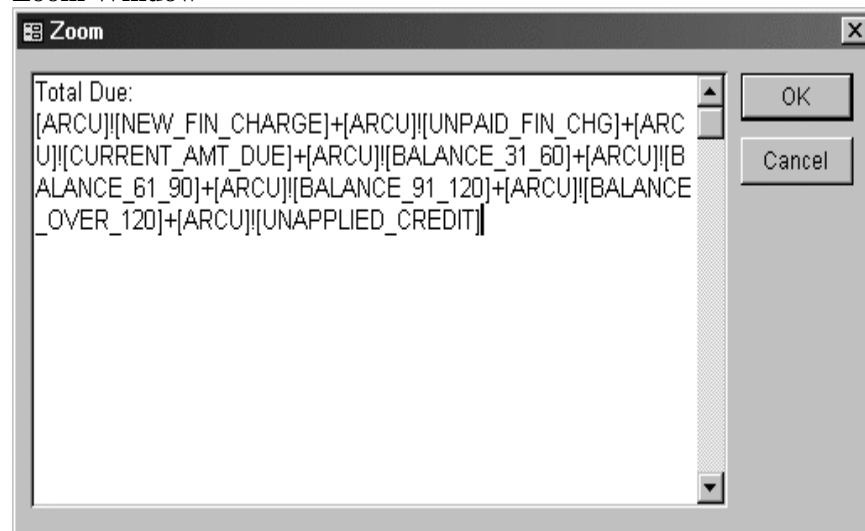 Zoom Window
Zoom
Total Due:
[ARCU]![NEW_FIN_CHARGE]+[ARCU]![UNPAID_FIN_CHG]+[ARC
U]![CURRENT_AMT_DUE]+[ARCU]![BALANCE_31_60]+[ARCU]![B
ALANCE_61_90]+[ARCU]![BALANCE_91_120]+[ARCU]![BALANCE
_OVER_120]+[ARCU]![UNAPPLIED_CREDIT]
OK
Cancel